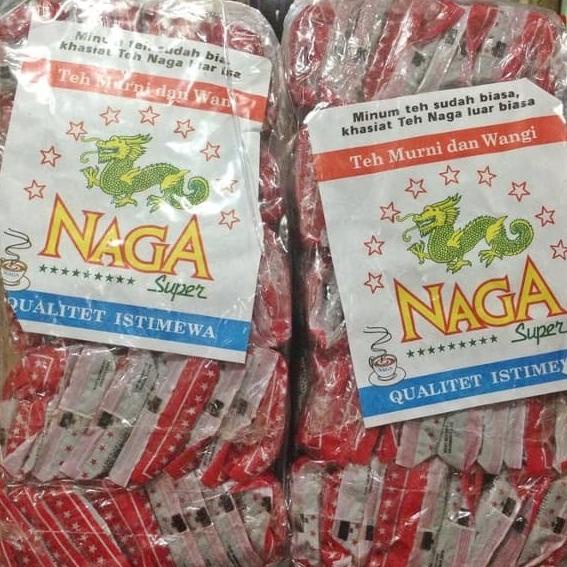 Minum teh sudah biasa,
khasiat Teh Naga luar biasa
Teh Murni dan Wangi
NAGA
Super
QUALITET ISTIMEWA
Minum teh sudah biasa,
khasiat Teh Naga luar biasa
Teh Murni dan Wangi
NAGA
Super
QUALITET ISTIMEW